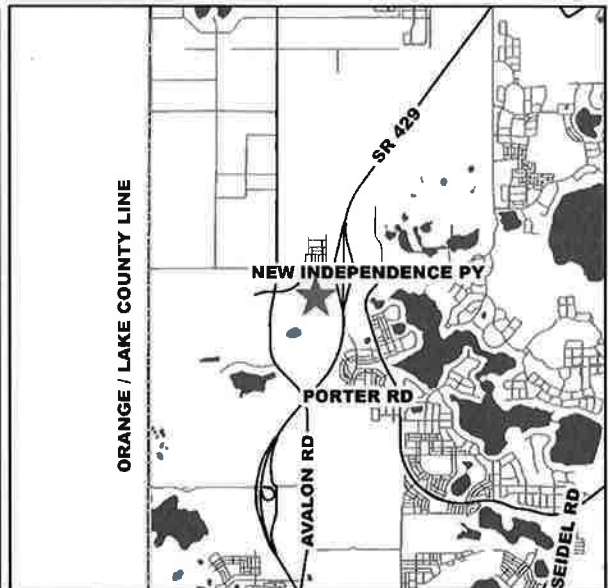 SR 429
ORANGE / LAKE COUNTY LINE
NEW INDEPENDENCE PY
PORTER RD
AVALON RD
SEIDEL RD